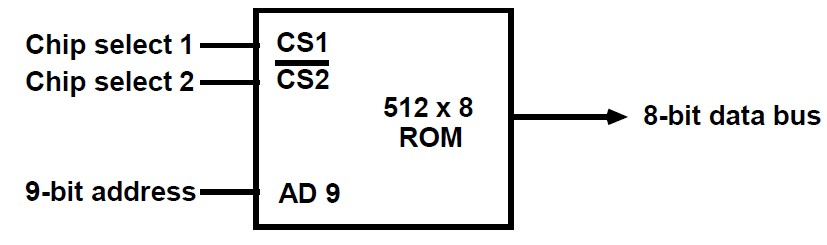 Chip select 1
CS1
Chip select 2
CS2
512 x 8
ROM
8-bit data bus
9-bit address
AD 9